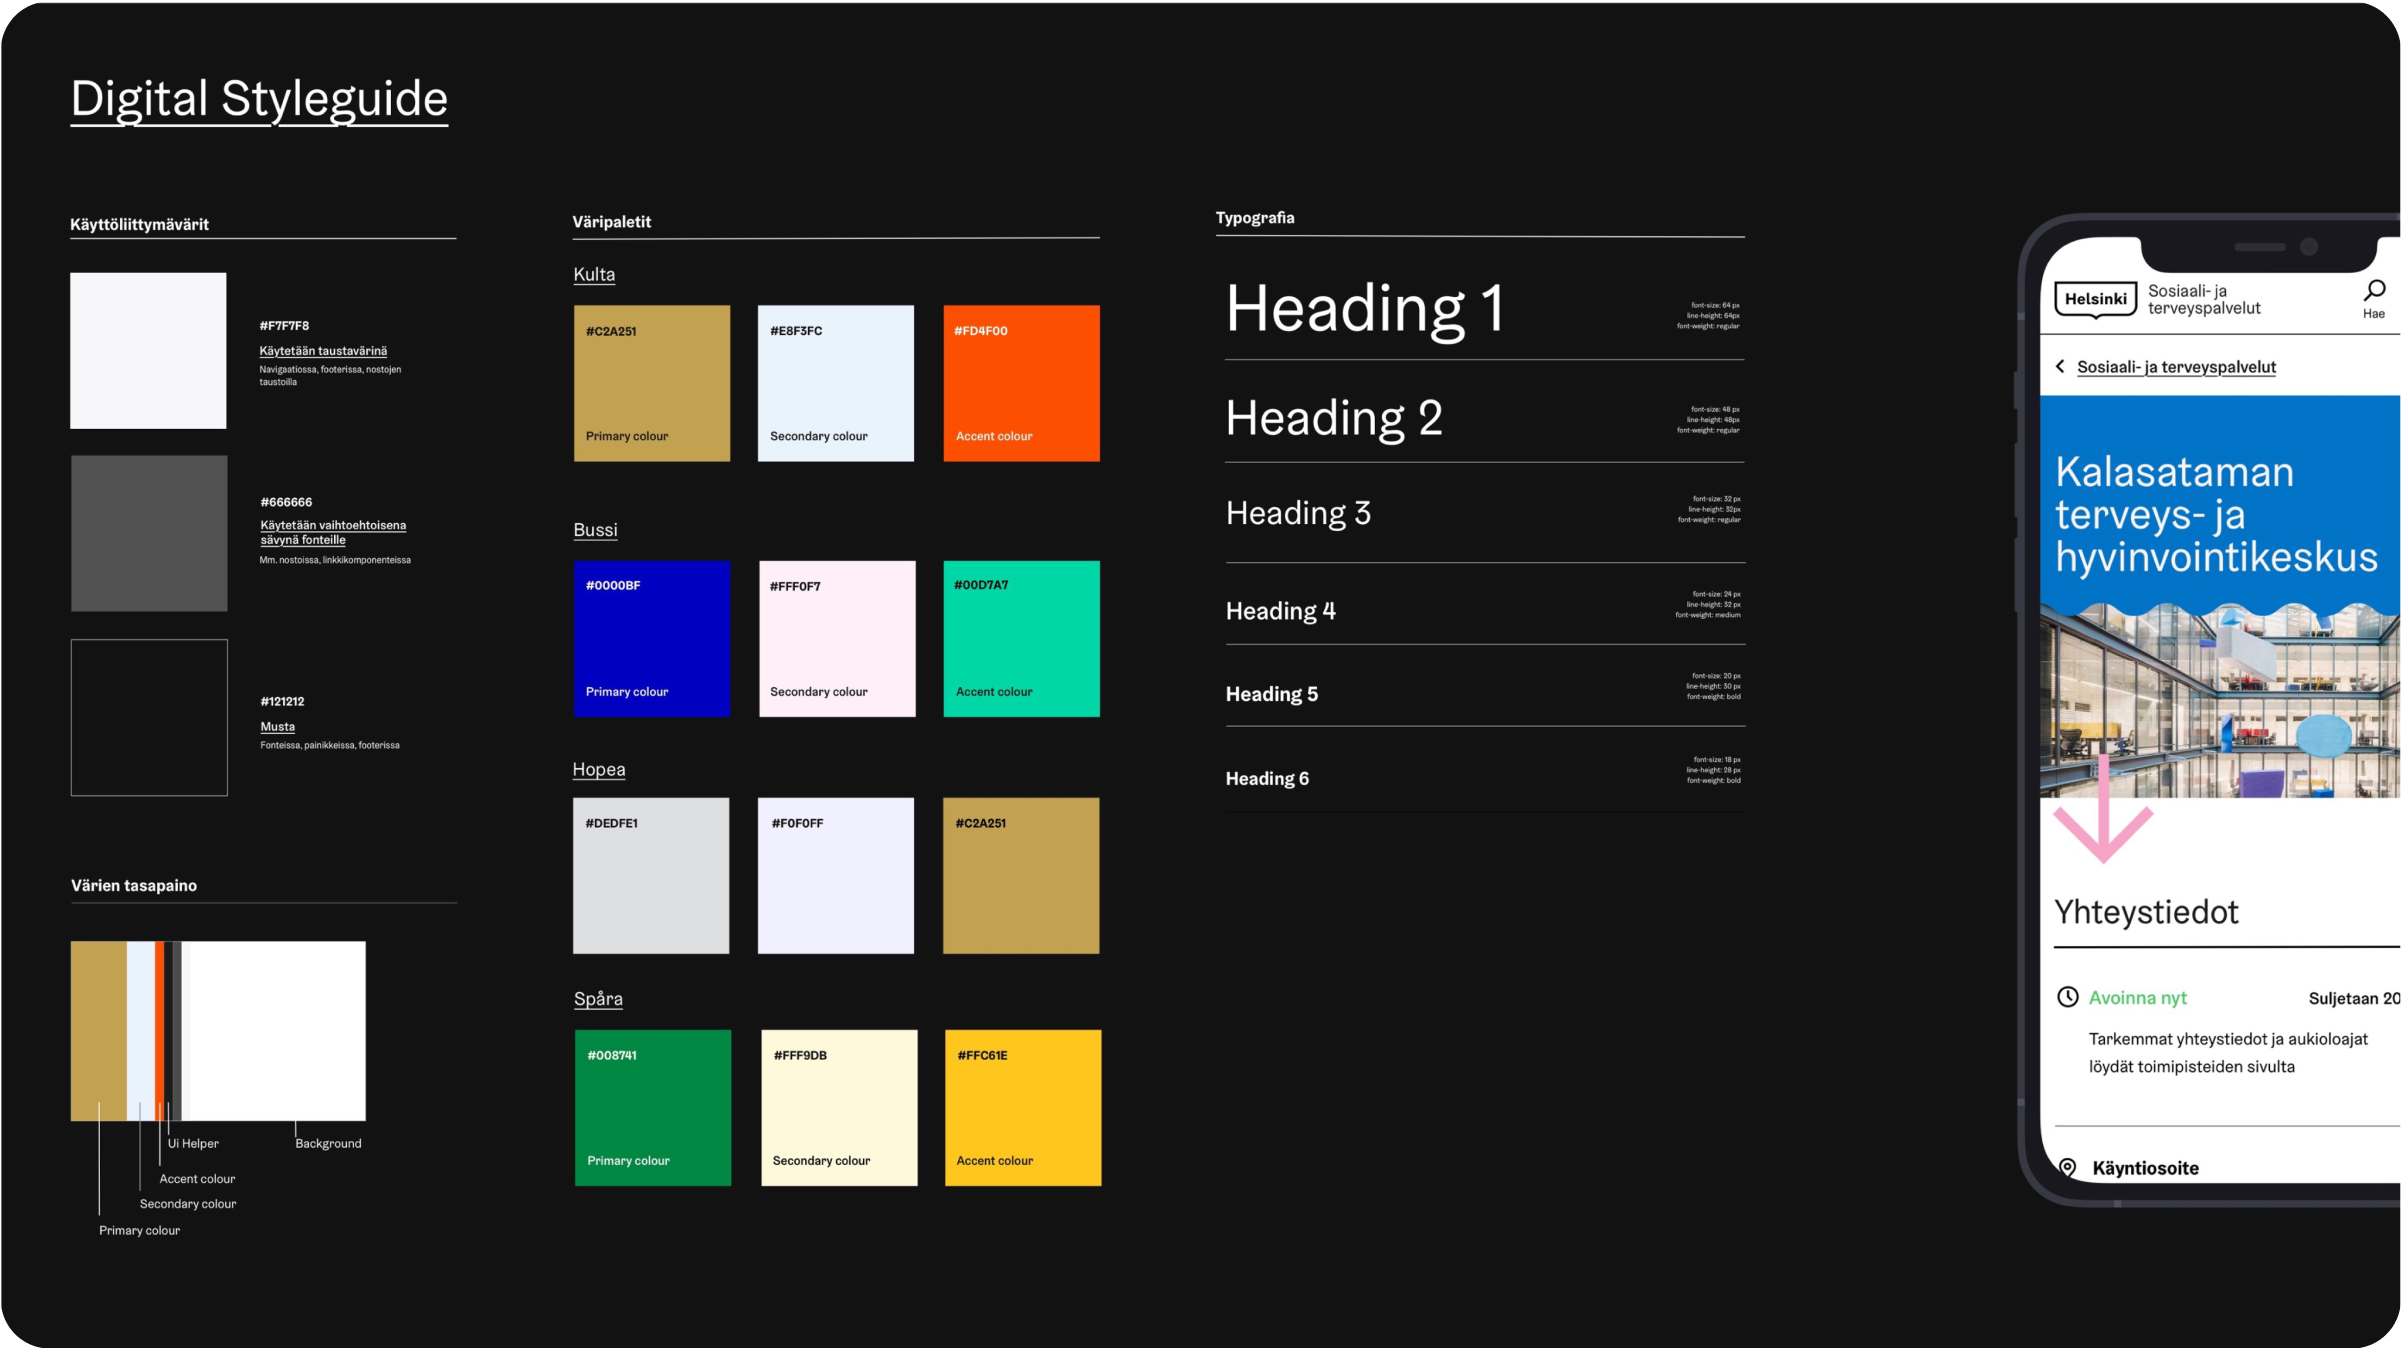 Digital Styleguide
Käyttöliittymävärit
#F7F7F8
Käytetään taustavärinä
Navigaatiossa, footerissa, nostojen
taustoilla
#666666
Käytetään vaihtoehtoisena
sävynä fonteille
Mm. nostoissa, linkkikomponenteissa
#121212
Musta
Fonteissa, painikkeissa, footerissa
Värien tasapaino
Ui Helper
Background
Accent colour
Secondary colour
Primary colour
Väripaletit
Kulta
#C2A251
Primary colour
#E8F3FC
Secondary colour
#FD4F00
Accent colour
Bussi
#0000BF
Primary colour
#FFF0F7
Secondary colour
#00D7A7
Accent colour
Hopea
#DEDFE1
#F0F0FF
#C2A251
Spåra
#008741
Primary colour
#FFF9DB
Secondary colour
#FFC61E
Accent colour
Typografia
Heading 1
font-size: 64 px
line-height: 64px
font-weight: regular
Heading 2
font-size: 48 px
line-height: 48px
font-weight: regular
Heading 3
font-size: 32 px
line-height: 32px
font-weight: regular
Heading 4
font-size: 24 px
line-height: 32 px
font-weight: medium
Heading 5
font-size: 20 px
line-height: 30 px
font-weight: bold
Heading 6
font-size: 18 px
line-height: 28 px
font-weight: bold
Helsinki
Sosiaali- ja
terveyspalvelut
Hae
Sosiaali- ja terveyspalvelut
Kalasataman
terveys- ja
hyvinvointikeskus
Yhteystiedot
Avoinna nyt
Suljetaan 20
Tarkemmat yhteystiedot ja aukioloajat
löydät toimipisteiden sivulta
Käyntiosoite